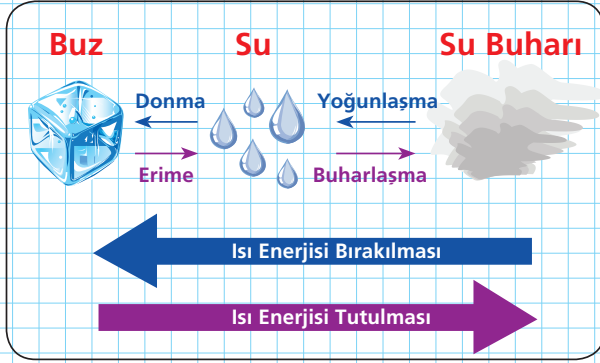 Buz Su Su Buharı
Donma Yoğunlaşma
Erime Buharlaşma
Isı Enerjisi Bırakılması
Isı Enerjisi Tutulması